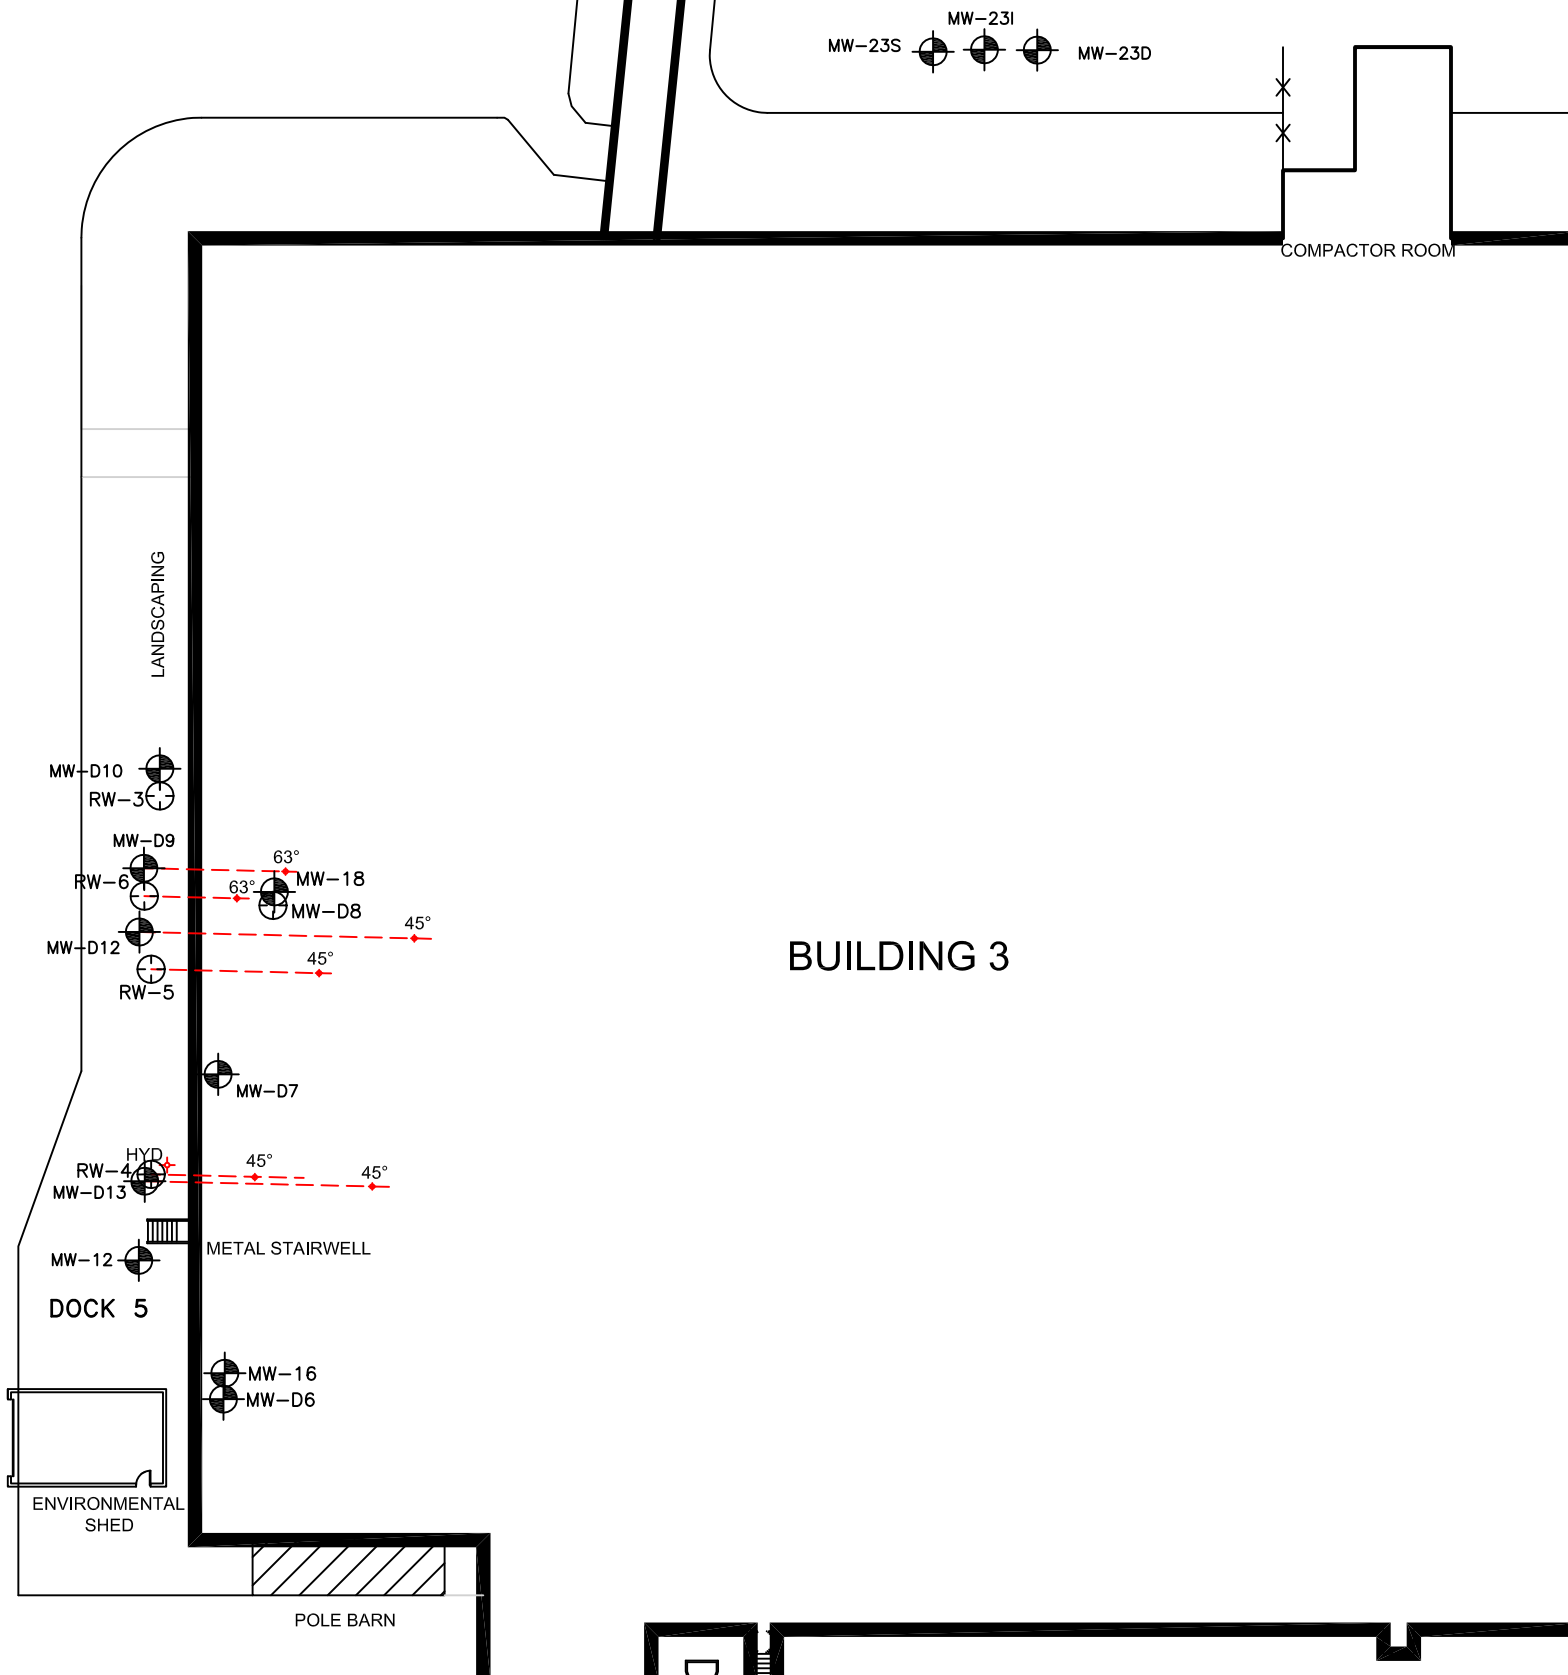 MW-23I
MW-23S
MW-23D
COMPACTOR ROOM
LANDSCAPING
MW-D10
RW-3
MW-D9
63°
RW-6
63°
MW-18
MW-D8
45°
MW-D12
45°
BUILDING 3
RW-5
MW-D7
HYD
RW-4
45°
45°
MW-D13
METAL STAIRWELL
MW-12
DOCK 5
MW-16
MW-D6
ENVIRONMENTAL
SHED
POLE BARN